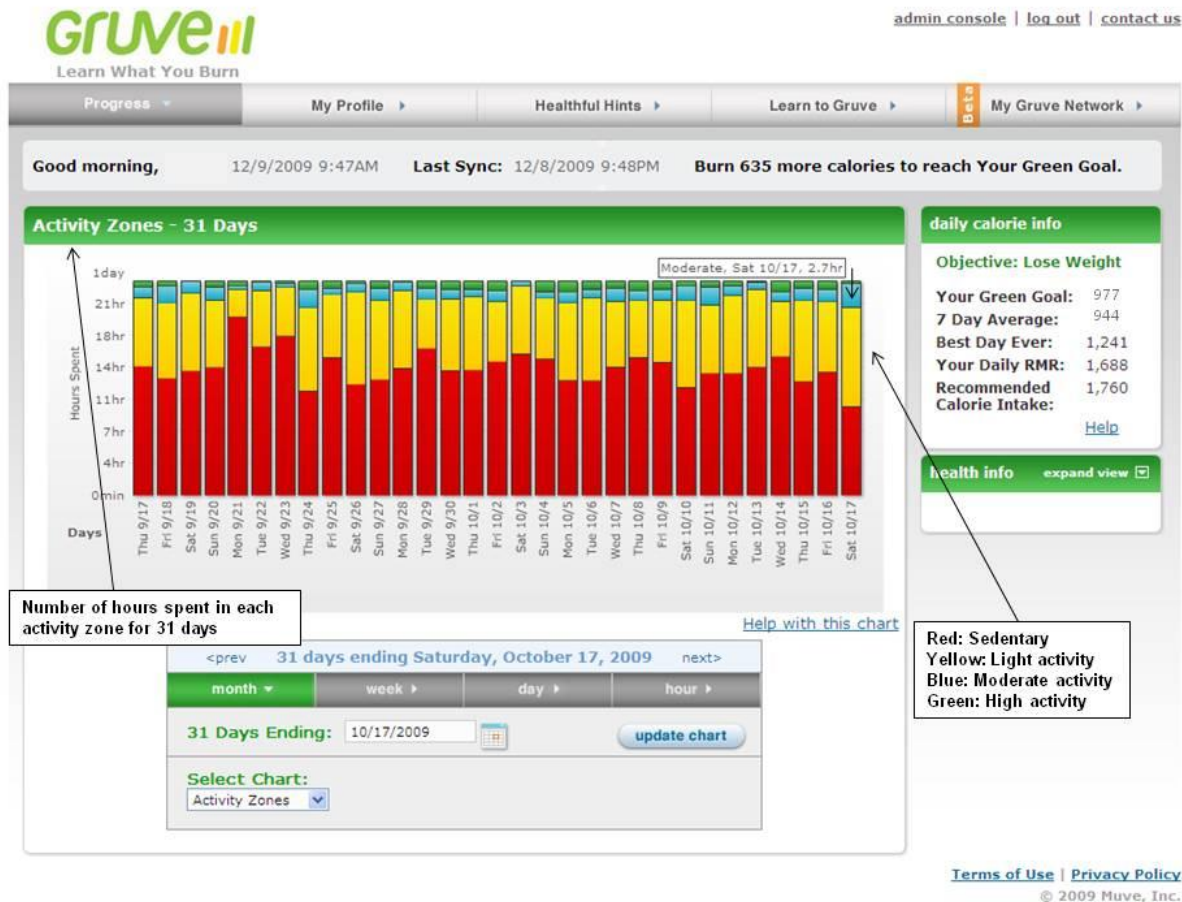 Gruve
Learn What You Burn
admin console | log out | contact us
Progress
My Profile
Healthful Hints
Learn to Gruve
Beta
My Gruve Network
Good morning, 12/9/2009 9:47AM Last Sync: 12/8/2009 9:48PM Burn 635 more calories to reach Your Green Goal.
Activity Zones - 31 Days
Moderate, Sat 10/17, 2.7hr
Hours Spent
1day
21hr
18hr
14hr
11hr
7hr
4hr
0min
Days
Thu 9/17
Fri 9/18
Sat 9/19
Sun 9/20
Mon 9/21
Tue 9/22
Wed 9/23
Thu 9/24
Fri 9/25
Sat 9/26
Sun 9/27
Mon 9/28
Tue 9/29
Wed 9/30
Thu 10/1
Fri 10/2
Sat 10/3
Sun 10/4
Mon 10/5
Tue 10/6
Wed 10/7
Thu 10/8
Fri 10/9
Sat 10/10
Sun 10/11
Mon 10/12
Tue 10/13
Wed 10/14
Thu 10/15
Fri 10/16
Sat 10/17
Number of hours spent in each
activity zone for 31 days
Help with this chart
<prev 31 days ending Saturday, October 17, 2009 next>
month
week
day
hour
31 Days Ending: 10/17/2009
update chart
Select Chart:
Activity Zones
daily calorie info
Objective: Lose Weight
Your Green Goal: 977
7 Day Average: 944
Best Day Ever: 1,241
Your Daily RMR: 1,688
Recommended 1,760
Calorie Intake:
Help
health info expand view
Red: Sedentary
Yellow: Light activity
Blue: Moderate activity
Green: High activity
Terms of Use | Privacy Policy
© 2009 Muve, Inc.